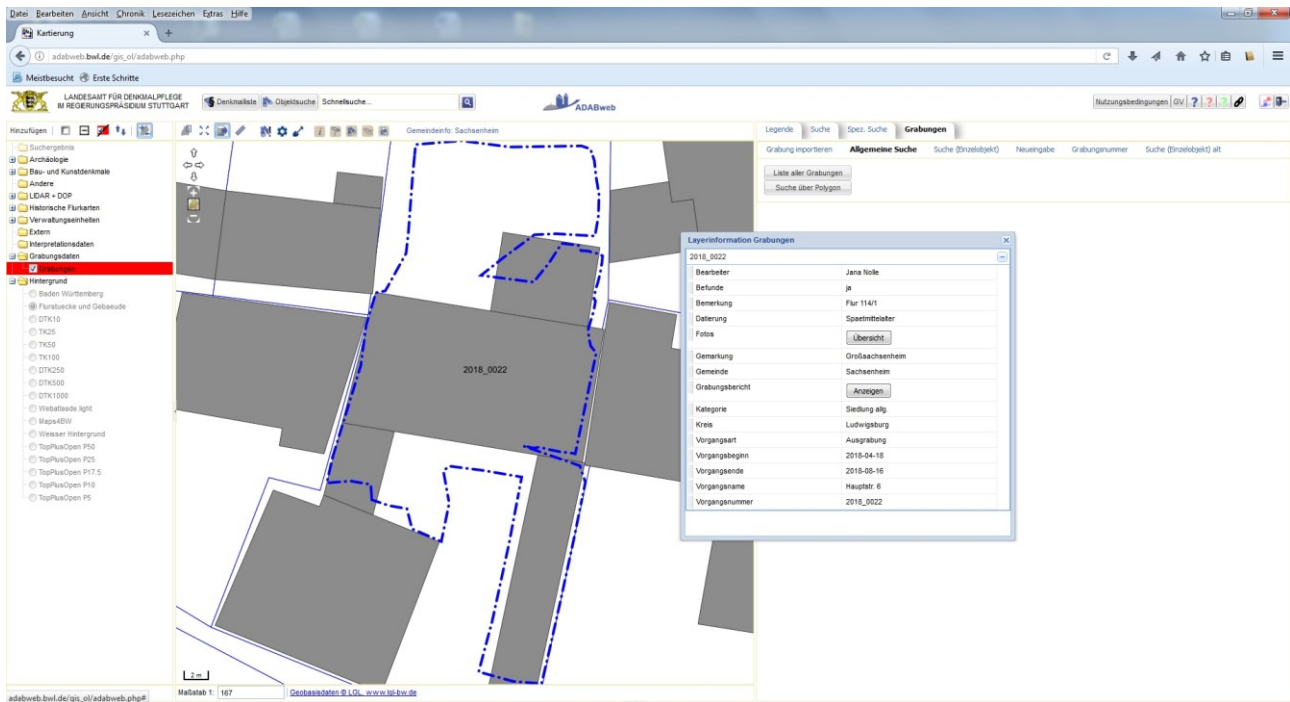 Datei Bearbeiten Ansicht Chronik Lesezeichen Extras Hilfe
Kartierung × +
adabweb.bwl.de/gis_ol/adabweb.php
Meistbesucht Erste Schritte
LANDESAMT FÜR DENKMALPFLEGE
IM REGIERUNGSPRÄSIDIUM STUTTGART
Denkmalliste Objektsuche Schnellsuche...
ADABweb
Nutzungsbedingungen GV ? ? ?
Hinzufügen
Gemeindeinfo: Sachsenheim
Legende Suche Spez. Suche Grabungen
Grabung importieren Allgemeine Suche Suche (Einzelobjekt) Neueingabe Grabungsnummer Suche (Einzelobjekt) alt
Liste aller Grabungen
Suche über Polygon
Suchergebnis
Archäologie
Bau- und Kunstdenkmale
Andere
LIDAR + DOP
Historische Flurkarten
Verwaltungseinheiten
Extern
Interpretationsdaten
Grabungsdaten
Grabungen
Hintergrund
Baden Württemberg
Flurstuecke und Gebaeude
DTK10
TK25
TK50
TK100
DTK250
DTK500
DTK1000
Webatlasde.light
Maps4BW
Weisser Hintergrund
TopPlusOpen P50
TopPlusOpen P25
TopPlusOpen P17.5
TopPlusOpen P10
TopPlusOpen P5
2018_0022
Layerinformation Grabungen
2018_0022
Bearbeiter Jana Nolle
Befunde ja
Bemerkung Flur 114/1
Datierung Spaetmittelalter
Fotos Übersicht
Gemarkung Großsachsenheim
Gemeinde Sachsenheim
Grabungsbericht Anzeigen
Kategorie Siedlung allg.
Kreis Ludwigsburg
Vorgangsart Ausgrabung
Vorgangsbeginn 2018-04-18
Vorgangsende 2018-08-16
Vorgangsname Hauptstr. 6
Vorgangsnummer 2018_0022
2 m
Maßstab 1: 167 Geobasisdaten © LGL, www.lgl-bw.de
adabweb.bwl.de/gis_ol/adabweb.php#